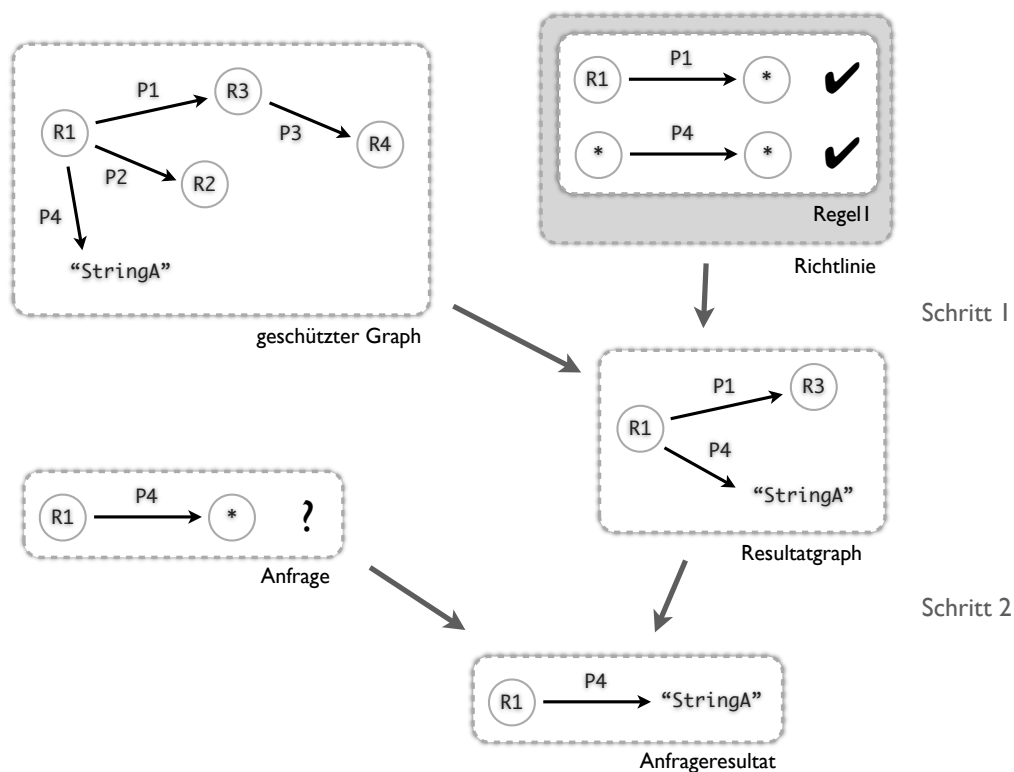 P1
R3
R1
P3
R4
P2
R2
P4
“StringA”
geschützter Graph
R1
P1
*
✔
*
P4
*
✔
Regel1
Richtlinie
Schritt 1
P1
R3
R1
P4
“StringA”
Resultatgraph
R1
P4
*
?
Anfrage
Schritt 2
R1
P4
“StringA”
Anfrageresultat